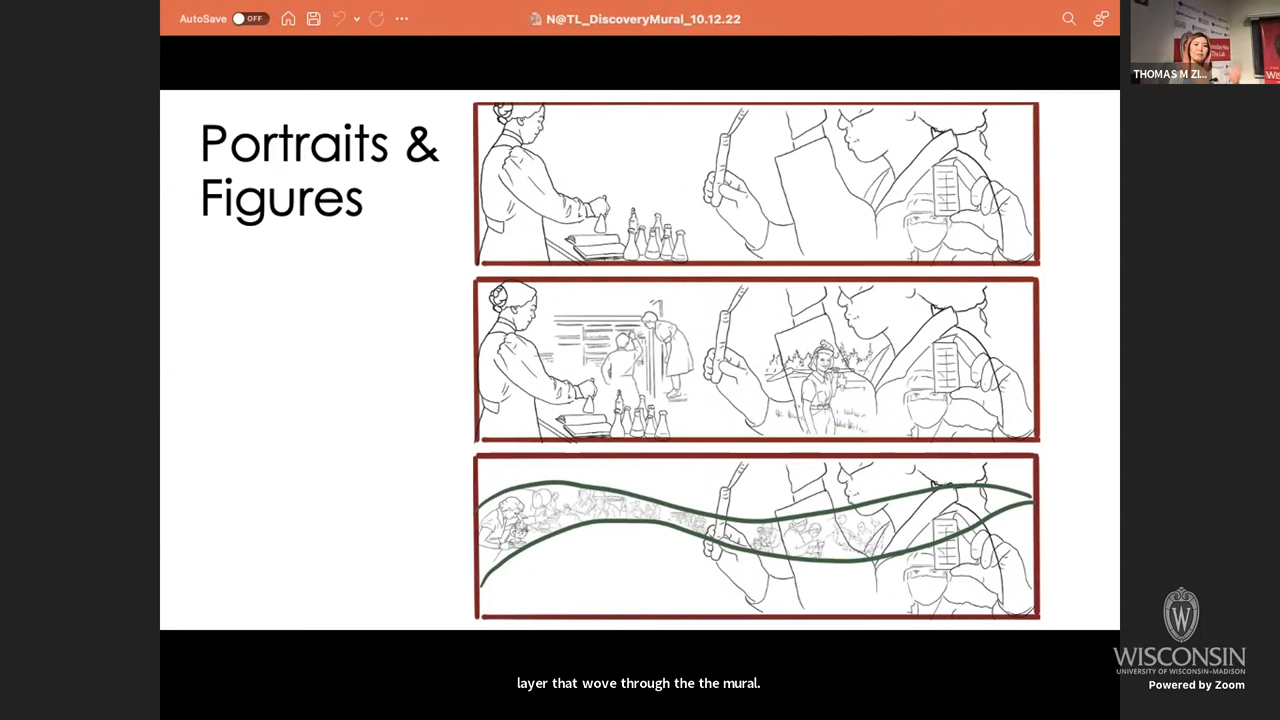 AutoSave OFF
N@TL_DiscoveryMural_10.12.22
THOMAS M ZI...
Portraits &
Figures
layer that wove through the the mural.
W
WISCONSIN
UNIVERSITY OF WISCONSIN–MADISON
Powered by Zoom